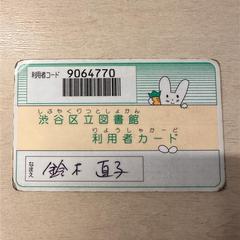 利用者コード 9064770
しぶやくりつとしょかん
渋谷区立図書館
りようしゃかーど
利用者カード
なまえ 鈴木 直子